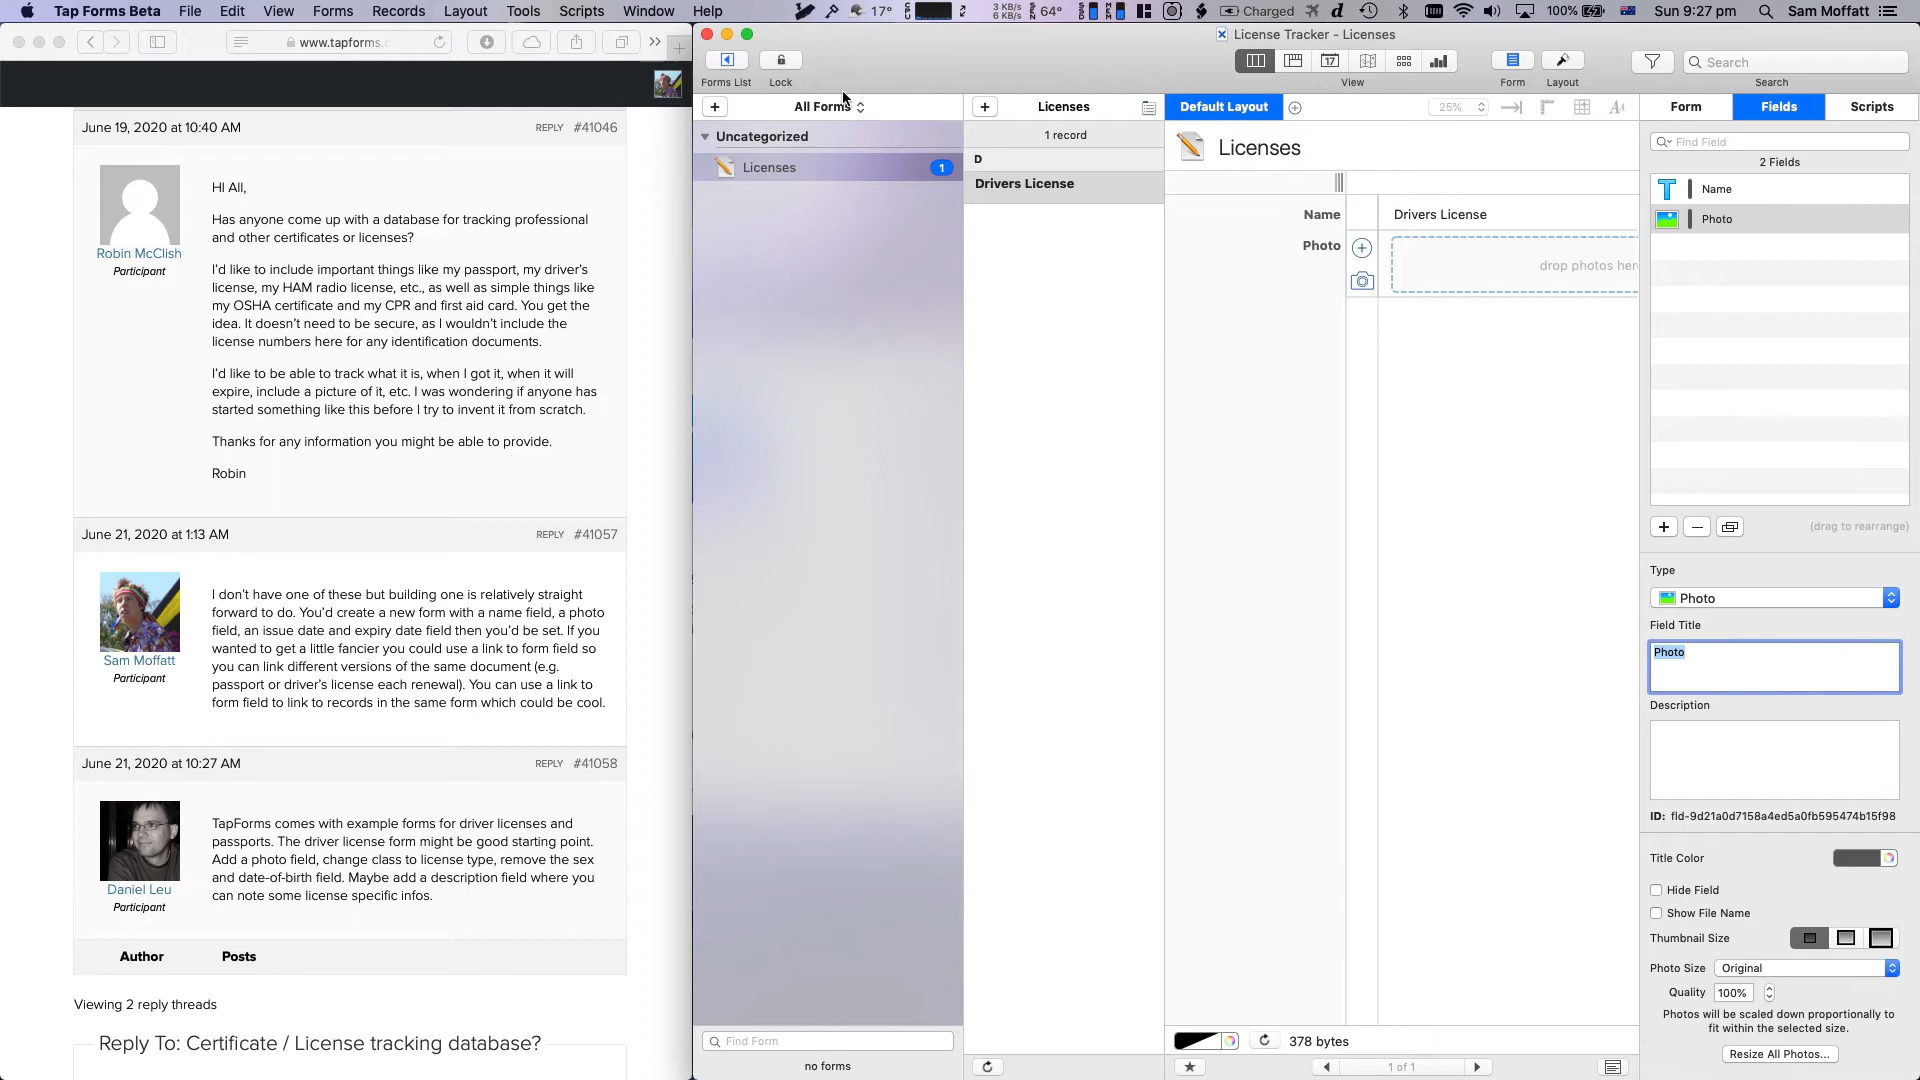 Tap Forms Beta File Edit View Forms Records Layout Tools Scripts Window Help 17° 3 KB/s 6 KB/s 64° Charged 100% Sun 9:27 pm Sam Moffatt
www.tapforms.c
June 19, 2020 at 10:40 AM REPLY #41046
Robin McClish
Participant
HI All,
Has anyone come up with a database for tracking professional
and other certificates or licenses?
I'd like to include important things like my passport, my driver's
license, my HAM radio license, etc., as well as simple things like
my OSHA certificate and my CPR and first aid card. You get the
idea. It doesn't need to be secure, as I wouldn't include the
license numbers here for any identification documents.
I'd like to be able to track what it is, when I got it, when it will
expire, include a picture of it, etc. I was wondering if anyone has
started something like this before I try to invent it from scratch.
Thanks for any information you might be able to provide.
Robin
June 21, 2020 at 1:13 AM REPLY #41057
Sam Moffatt
Participant
I don't have one of these but building one is relatively straight
forward to do. You'd create a new form with a name field, a photo
field, an issue date and expiry date field then you'd be set. If you
wanted to get a little fancier you could use a link to form field so
you can link different versions of the same document (e.g.
passport or driver's license each renewal). You can use a link to
form field to link to records in the same form which could be cool.
June 21, 2020 at 10:27 AM REPLY #41058
Daniel Leu
Participant
TapForms comes with example forms for driver licenses and
passports. The driver license form might be good starting point.
Add a photo field, change class to license type, remove the sex
and date-of-birth field. Maybe add a description field where you
can note some license specific infos.
Author Posts
Viewing 2 reply threads
Reply To: Certificate / License tracking database?
License Tracker - Licenses
Forms List Lock
17
View
Form Layout
Search
Search
All Forms
Uncategorized
Licenses 1
Find Form
no forms
Licenses
1 record
D
Drivers License
Default Layout 25%
Licenses
Name Drivers License
Photo drop photos her
378 bytes
1 of 1
Form Fields Scripts
Find Field
2 Fields
Name
Photo
(drag to rearrange)
Type
Photo
Field Title
Photo
Description
ID: fld-9d21a0d7158a4ed5a0fb595474b15f98
Title Color
Hide Field
Show File Name
Thumbnail Size
Photo Size Original
Quality 100%
Photos will be scaled down proportionally to
fit within the selected size.
Resize All Photos...